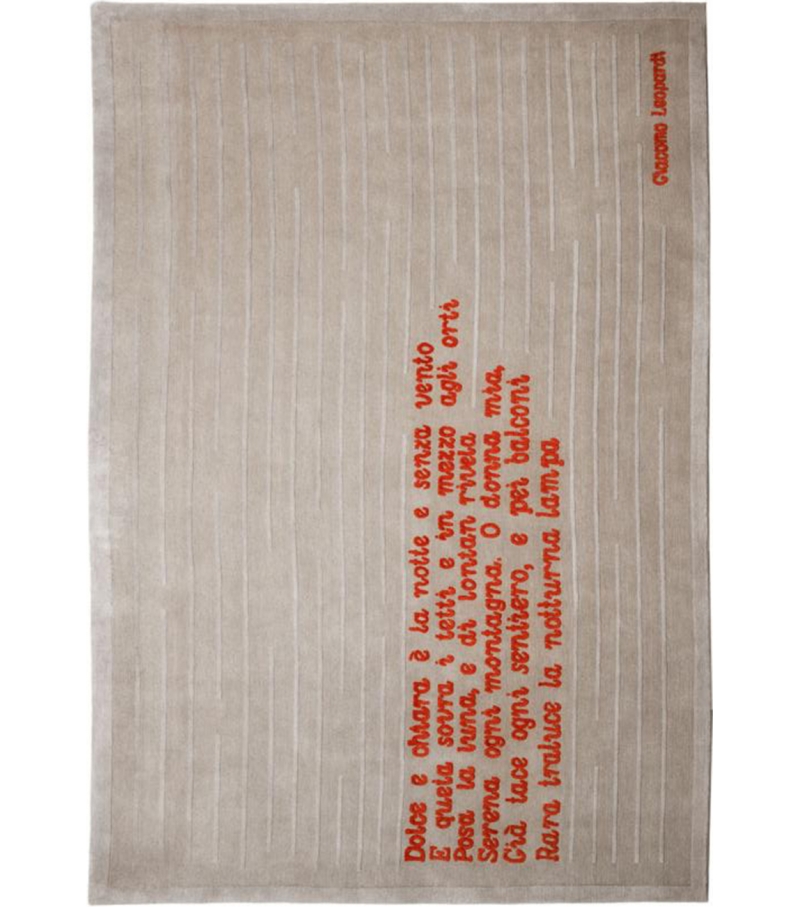 Dolce e chiara è la notte e senza vento
E queta sovra i tetti e in mezzo agli orti
Posa la luna, e di lontan rivela
Serena ogni montagna. O donna mia,
Già tace ogni sentiero, e pei balconi
Rara traluce la notturna lampa
Giacomo Leopardi